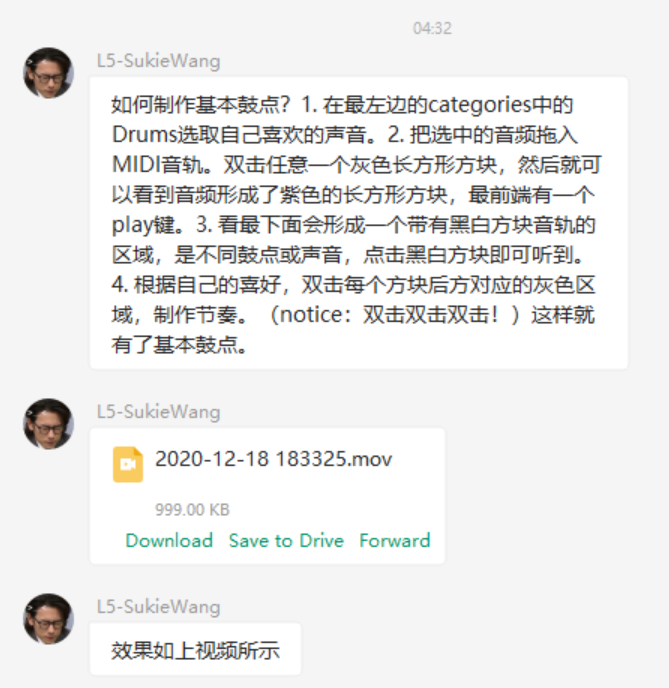 04:32
L5-SukieWang
如何制作基本鼓点？1. 在最左边的categories中的
Drums选取自己喜欢的声音。2. 把选中的音频拖入
MIDI音轨。双击任意一个灰色长方形方块，然后就可
以看到音频形成了紫色的长方形方块，最前端有一个
play键。3. 看最下面会形成一个带有黑白方块音轨的
区域，是不同鼓点或声音，点击黑白方块即可听到。
4. 根据自己的喜好，双击每个方块后方对应的灰色区
域，制作节奏。（notice：双击双击双击！）这样就
有了基本鼓点。
L5-SukieWang
2020-12-18 183325.mov
999.00 KB
Download Save to Drive Forward
L5-SukieWang
效果如上视频所示